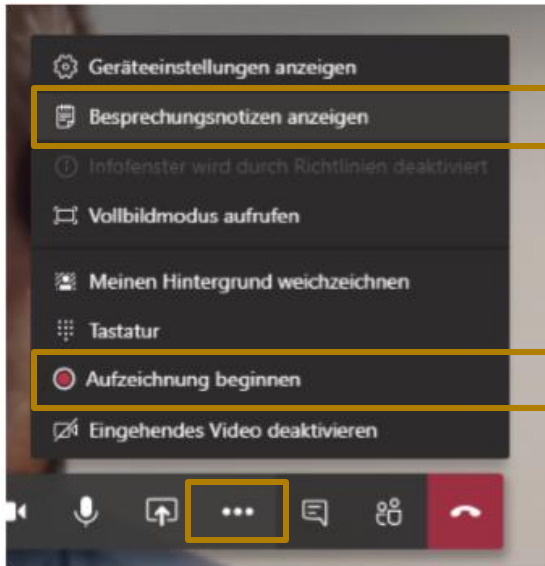 Geräteeinstellungen anzeigen
Besprechungsnotizen anzeigen
Infofenster wird durch Richtlinien deaktiviert
Vollbildmodus aufrufen
Meinen Hintergrund weichzeichnen
Tastatur
Aufzeichnung beginnen
Eingehendes Video deaktivieren